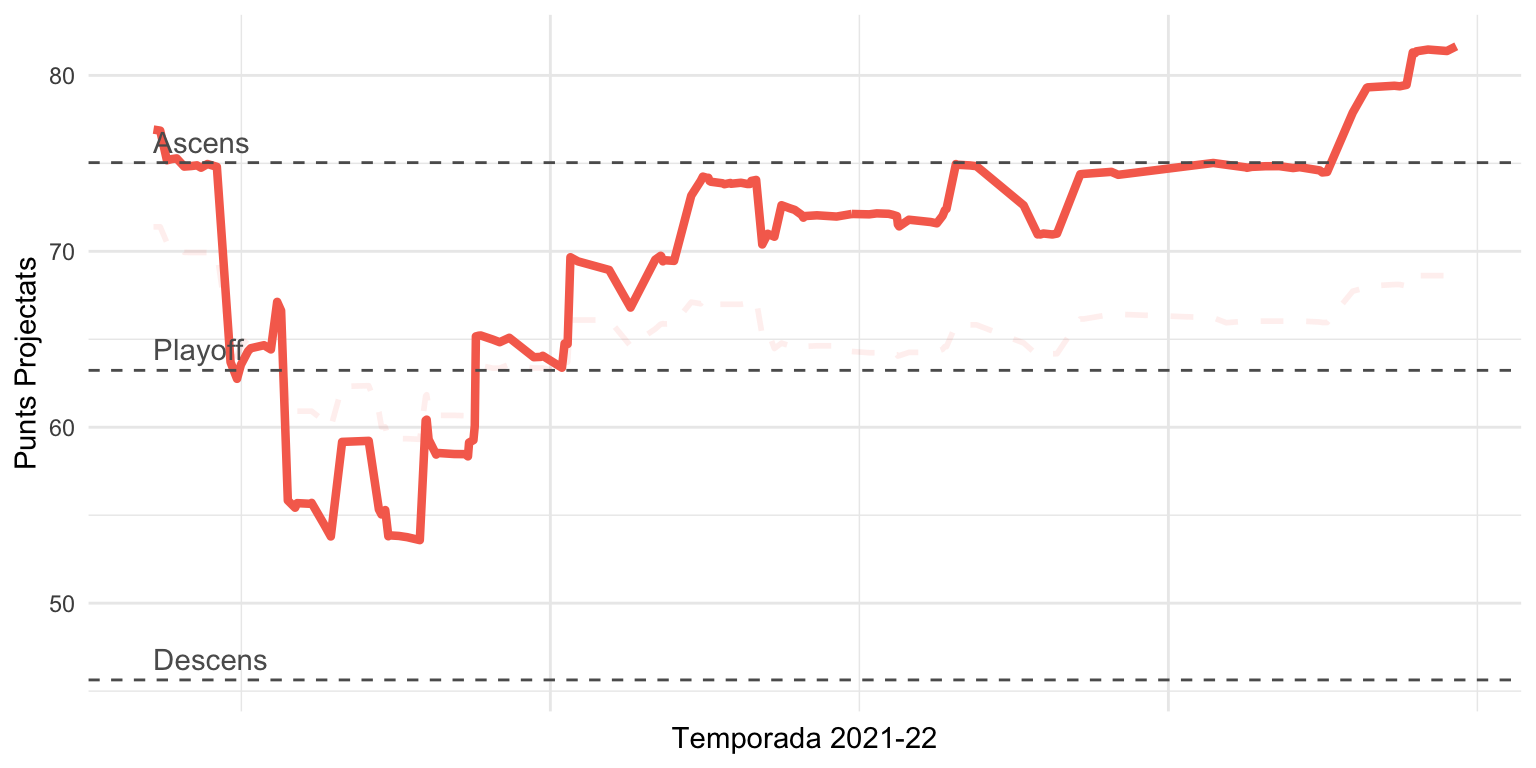 80
Ascens
70
Playoff
60
50
Descens
Punts Projectats
Temporada 2021-22